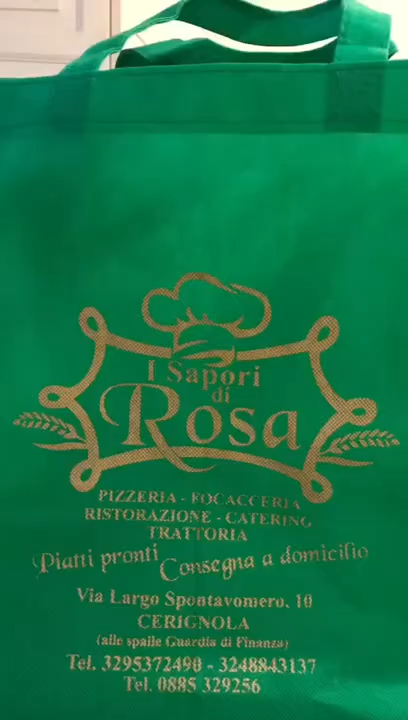 I Sapori
di
Rosa
PIZZERIA - FOCACCERIA
RISTORAZIONE - CATERING
TRATTORIA
Piatti pronti Consegna a domicilio
Via Largo Spontavomero, 10
CERIGNOLA
(alle spalle Guardia di Finanza)
Tel. 3295372490 - 3248843137
Tel. 0885 329256